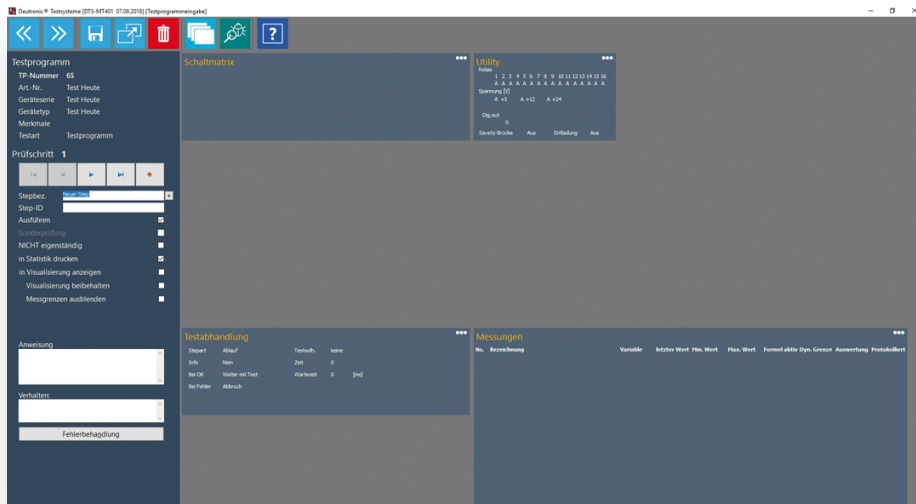 Deutronic® Testsysteme [DTS-MT401 07.08.2018] [Testprogrammeingabe]
Testprogramm
TP-Nummer 65
Art.-Nr. Test Heute
Geräteserie Test Heute
Gerätetyp Test Heute
Merkmale
Testart Testprogramm
Prüfschritt 1
Stepbez. Neuer Step
Step-ID
Ausführen
Sonderprüfung
NICHT eigenständig
in Statistik drucken
in Visualisierung anzeigen
Visualisierung beibehalten
Messgrenzen ausblenden
Anweisung
Verhalten:
Fehlerbehandlung
Schaltmatrix
Utility
Relais
1 2 3 4 5 6 7 8 9 10 11 12 13 14 15 16
A A A A A A A A A A A A A A A A
Spannung [V]
A +5 A +12 A +24
Dig.out
0
Savety-Brücke Aus Entladung Aus
Testabhandlung
Stepart Ablauf Testwdh. keine
Info Nein Zeit 0
Bei OK Weiter mit Test Wartezeit 0 [ms]
Bei Fehler Abbruch
Messungen
No. Bezeichnung Variable letzter Wert Min. Wert Max. Wert Formel aktiv Dyn. Grenze Auswertung Protokolliert